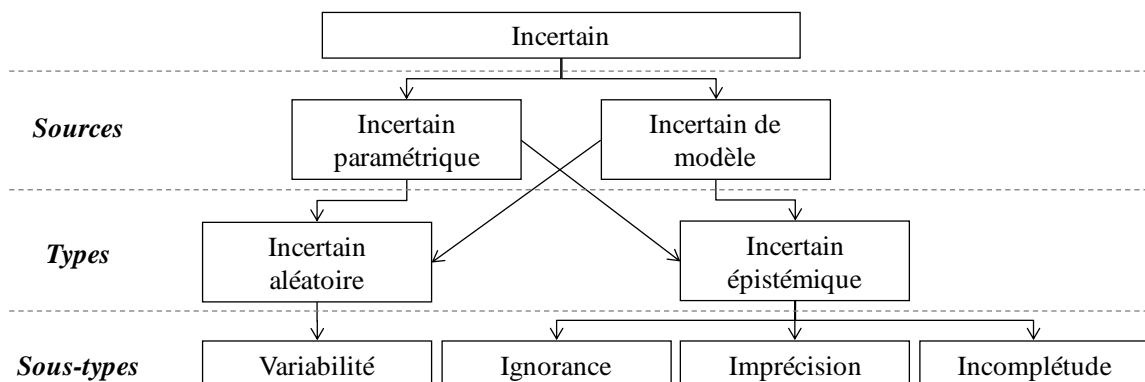 Incertain
Sources
Incertain
paramétrique
Incertain de
modèle
Types
Incertain
aléatoire
Incertain
épistémique
Sous-types
Variabilité
Ignorance
Imprécision
Incomplétude